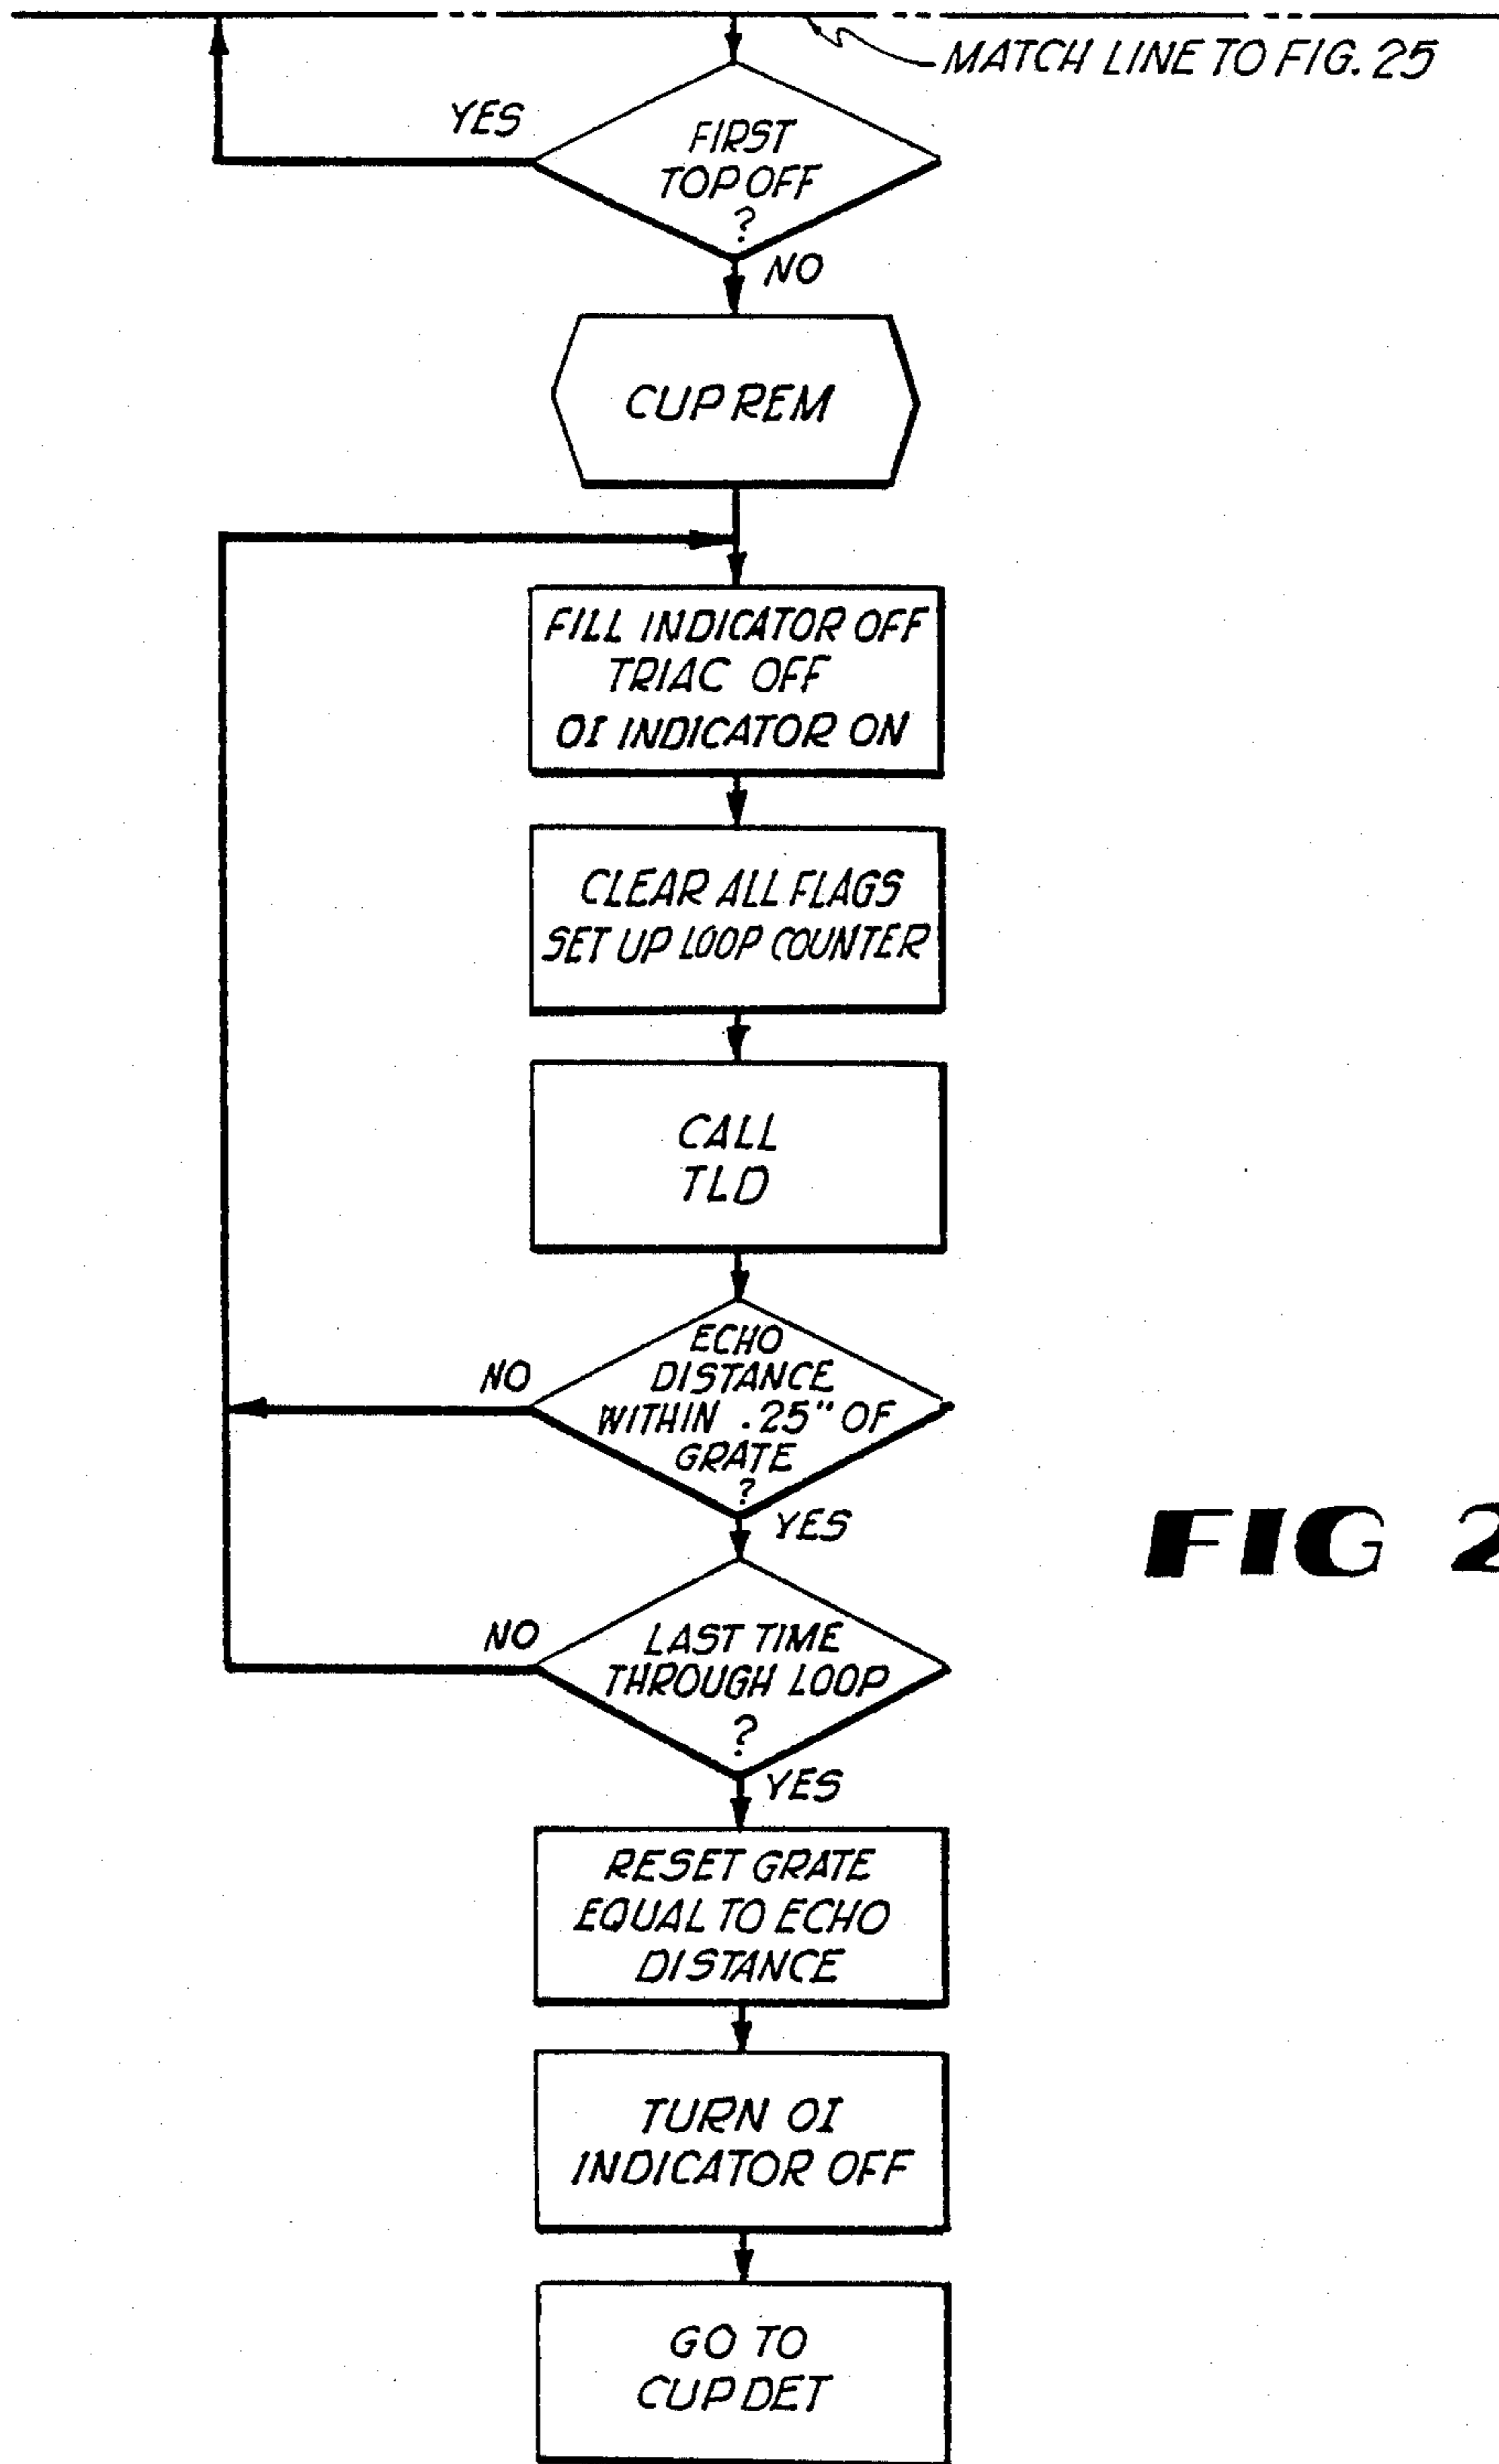 MATCH LINE TO FIG. 25
YES
FIRST
TOP OFF
?
NO
CUP REM
FILL INDICATOR OFF
TRIAC OFF
OI INDICATOR ON
CLEAR ALL FLAGS
SET UP LOOP COUNTER
CALL
TLD
ECHO
DISTANCE
WITHIN .25" OF
GRATE
?
NO
YES
FIG 2
LAST TIME
THROUGH LOOP
?
NO
YES
RESET GRATE
EQUAL TO ECHO
DISTANCE
TURN OI
INDICATOR OFF
GO TO
CUP DET